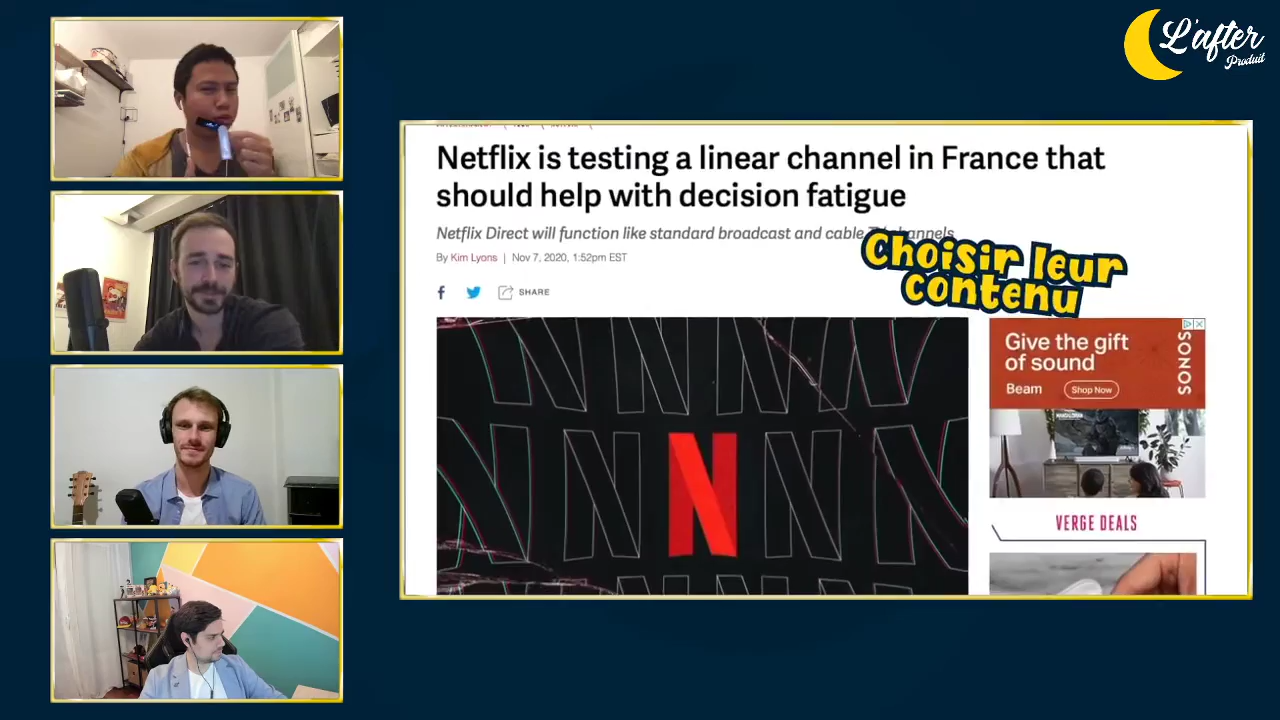 L'after
Produit
Netflix is testing a linear channel in France that
should help with decision fatigue
Netflix Direct will function like standard broadcast and cable TV channels
By Kim Lyons | Nov 7, 2020, 1:52pm EST
SHARE
Choisir leur
contenu
Give the gift
of sound
Beam
Shop Now
SONOS
N
VERGE DEALS